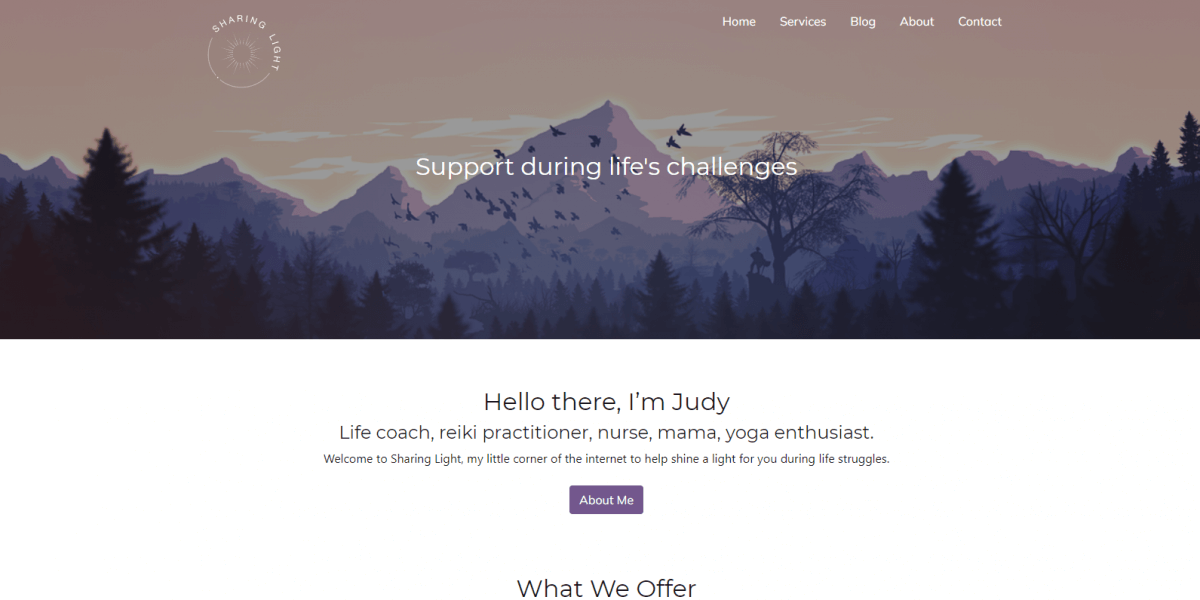 SHARING LIGHT
Home Services Blog About Contact
Support during life's challenges
Hello there, I’m Judy
Life coach, reiki practitioner, nurse, mama, yoga enthusiast.
Welcome to Sharing Light, my little corner of the internet to help shine a light for you during life struggles.
About Me
What We Offer